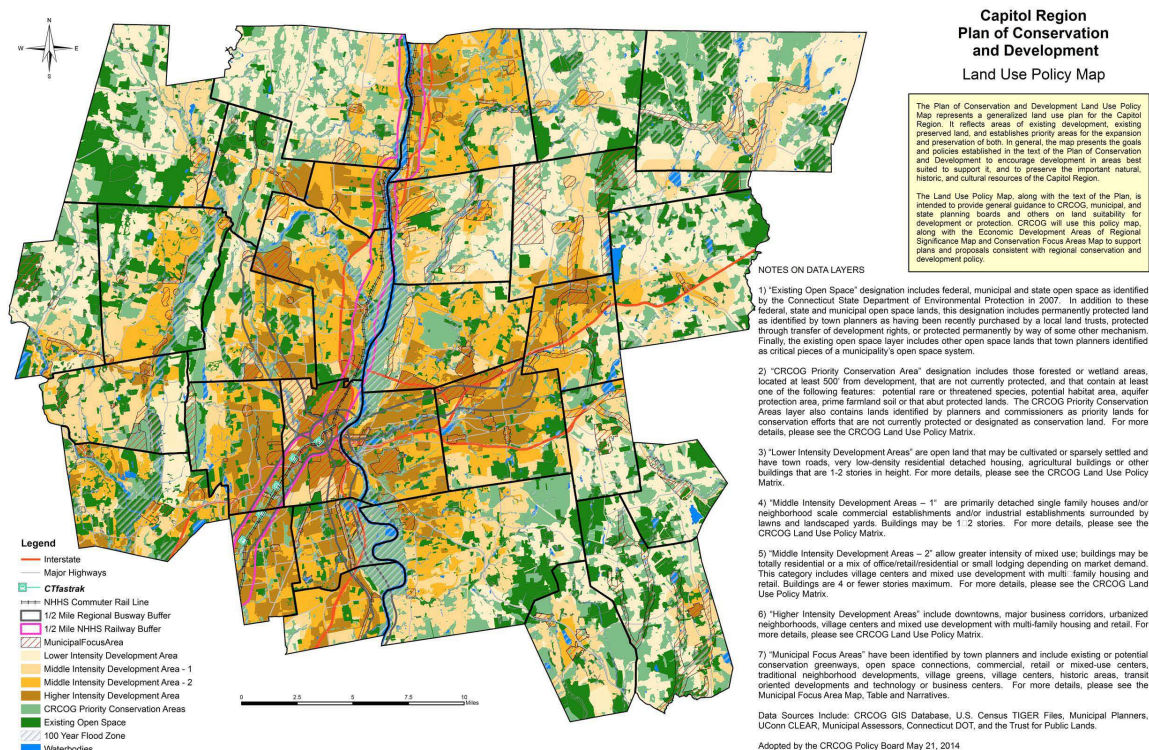 N
W
E
S
Capitol Region
Plan of Conservation
and Development
Land Use Policy Map
The Plan of Conservation and Development Land Use Policy
Map represents a generalized land use plan for the Capitol
Region. It reflects areas of existing development, existing
preserved land, and establishes priority areas for the expansion
and preservation of both. In general, the map presents the goals
and policies established in the text of the Plan of Conservation
and Development to encourage development in areas best
suited to support it, and to preserve the important natural,
historic, and cultural resources of the Capitol Region.
The Land Use Policy Map, along with the text of the Plan, is
intended to provide general guidance to CRCOG, municipal, and
state planning boards and others on land suitability for
development or protection. CRCOG will use this policy map,
along with the Economic Development Areas of Regional
Significance Map and Conservation Focus Areas Map to support
plans and proposals consistent with regional conservation and
development policy.
NOTES ON DATA LAYERS
1) "Existing Open Space" designation includes federal, municipal and state open space as identified
by the Connecticut State Department of Environmental Protection in 2007. In addition to these
federal, state and municipal open space lands, this designation includes permanently protected land
as identified by town planners as having been recently purchased by a local land trusts, protected
through transfer of development rights, or protected permanently by way of some other mechanism.
Finally, the existing open space layer includes other open space lands that town planners identified
as critical pieces of a municipality's open space system.
2) "CRCOG Priority Conservation Area" designation includes those forested or wetland areas,
located at least 500' from development, that are not currently protected, and that contain at least
one of the following features: potential rare or threatened species, potential habitat area, aquifer
protection area, prime farmland soil or that abut protected lands. The CRCOG Priority Conservation
Areas layer also contains lands identified by planners and commissioners as priority lands for
conservation efforts that are not currently protected or designated as conservation land. For more
details, please see the CRCOG Land Use Policy Matrix.
3) "Lower Intensity Development Areas" are open land that may be cultivated or sparsely settled and
have town roads, very low-density residential detached housing, agricultural buildings or other
buildings that are 1-2 stories in height. For more details, please see the CRCOG Land Use Policy
Matrix.
4) "Middle Intensity Development Areas – 1" are primarily detached single family houses and/or
neighborhood scale commercial establishments and/or industrial establishments surrounded by
lawns and landscaped yards. Buildings may be 1□2 stories. For more details, please see the
CRCOG Land Use Policy Matrix.
5) "Middle Intensity Development Areas – 2" allow greater intensity of mixed use; buildings may be
totally residential or a mix of office/retail/residential or small lodging depending on market demand.
This category includes village centers and mixed use development with multi□family housing and
retail. Buildings are 4 or fewer stories maximum. For more details, please see the CRCOG Land
Use Policy Matrix.
6) "Higher Intensity Development Areas" include downtowns, major business corridors, urbanized
neighborhoods, village centers and mixed use development with multi-family housing and retail. For
more details, please see CRCOG Land Use Policy Matrix.
7) "Municipal Focus Areas" have been identified by town planners and include existing or potential
conservation greenways, open space connections, commercial, retail or mixed-use centers,
traditional neighborhood developments, village greens, village centers, historic areas, transit
oriented developments and technology or business centers. For more details, please see the
Municipal Focus Area Map, Table and Narratives.
Data Sources Include: CRCOG GIS Database, U.S. Census TIGER Files, Municipal Planners,
UConn CLEAR, Municipal Assessors, Connecticut DOT, and the Trust for Public Lands.
Adopted by the CRCOG Policy Board May 21, 2014
Legend
Interstate
Major Highways
CTfastrak
NHHS Commuter Rail Line
1/2 Mile Regional Busway Buffer
1/2 Mile NHHS Railway Buffer
MunicipalFocusArea
Lower Intensity Development Area
Middle Intensity Development Area - 1
Middle Intensity Development Area - 2
Higher Intensity Development Area
CRCOG Priority Conservation Areas
Existing Open Space
100 Year Flood Zone
Waterbodies
0 2.5 5 7.5 10
Miles